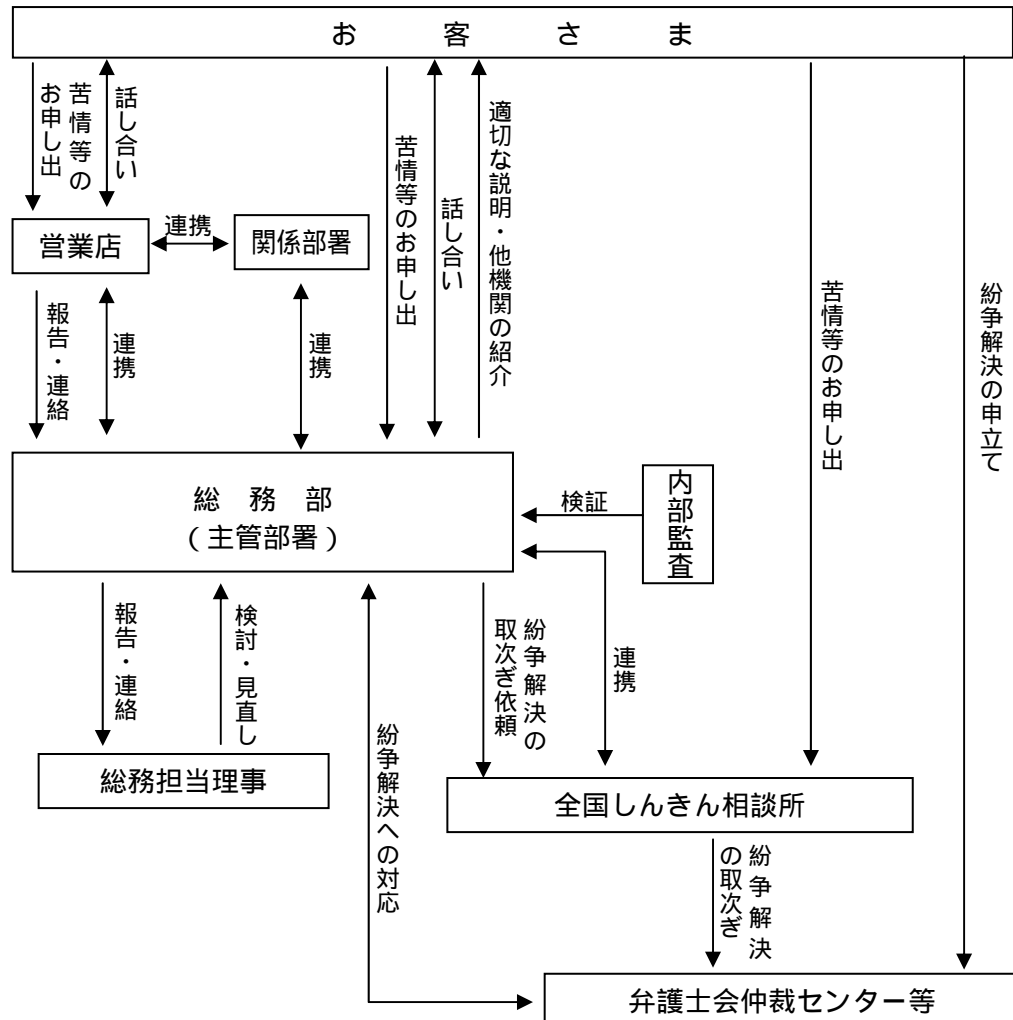 お客さま
苦情等の
お申し出
話し合い
苦情等のお申し出
話し合い
適切な説明・他機関の紹介
苦情等のお申し出
紛争解決の申立て
営業店
連携
関係部署
報告・連絡
連携
連携
総務部
(主管部署)
検証
内部監査
報告・連絡
検討・見直し
紛争解決への対応
紛争解決の
取次ぎ依頼
連携
総務担当理事
全国しんきん相談所
紛争解決
の取次ぎ
弁護士会仲裁センター等